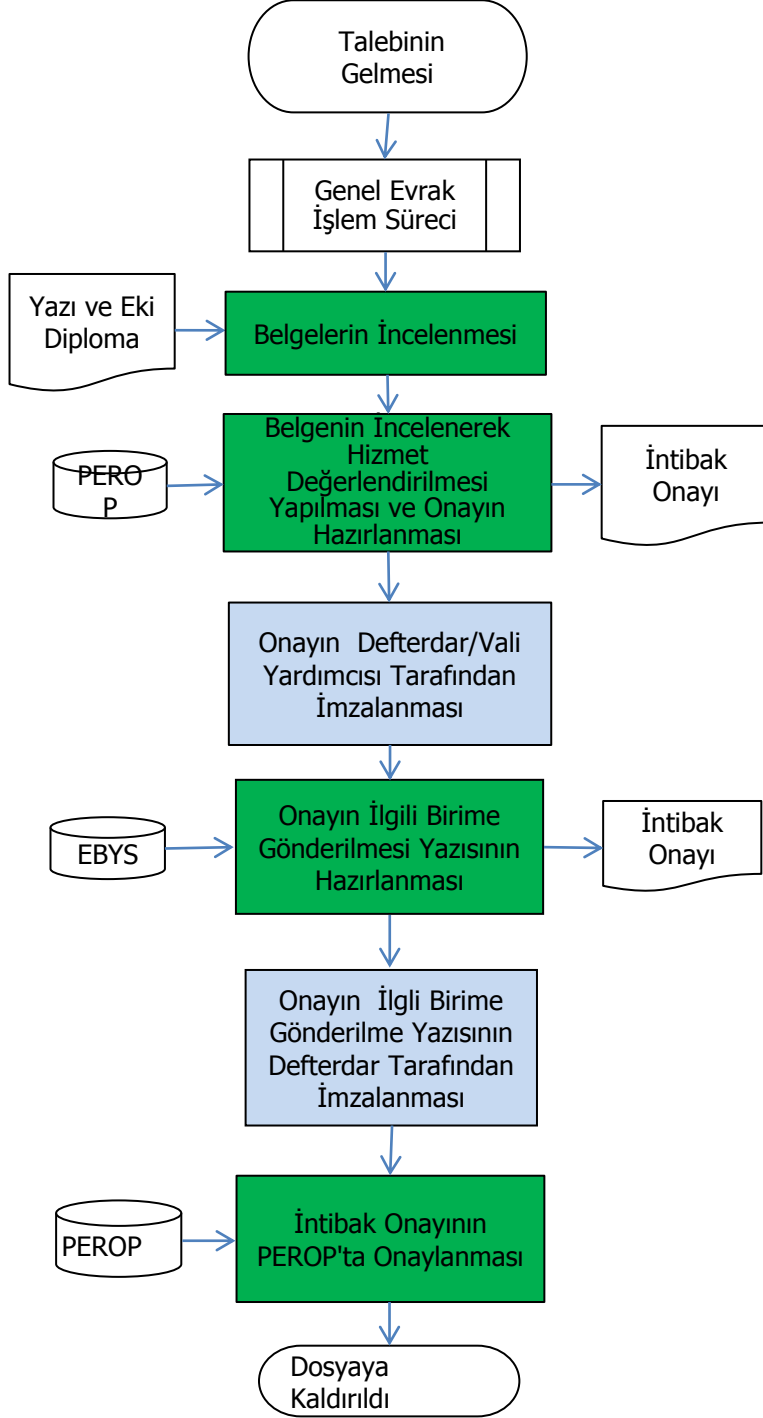 Talebinin
Gelmesi
Genel Evrak
İşlem Süreci
Yazı ve Eki
Diploma
Belgelerin İncelenmesi
Belgenin İncelenerek
Hizmet
Değerlendirilmesi
Yapılması ve Onayın
Hazırlanması
PERO
P
İntibak
Onayı
Onayın Defterdar/Vali
Yardımcısı Tarafından
İmzalanması
EBYS
Onayın İlgili Birime
Gönderilmesi Yazısının
Hazırlanması
İntibak
Onayı
Onayın İlgli Birime
Gönderilme Yazısının
Defterdar Tarafından
İmzalanması
PEROP
İntibak Onayının
PEROP'ta Onaylanması
Dosyaya
Kaldırıldı